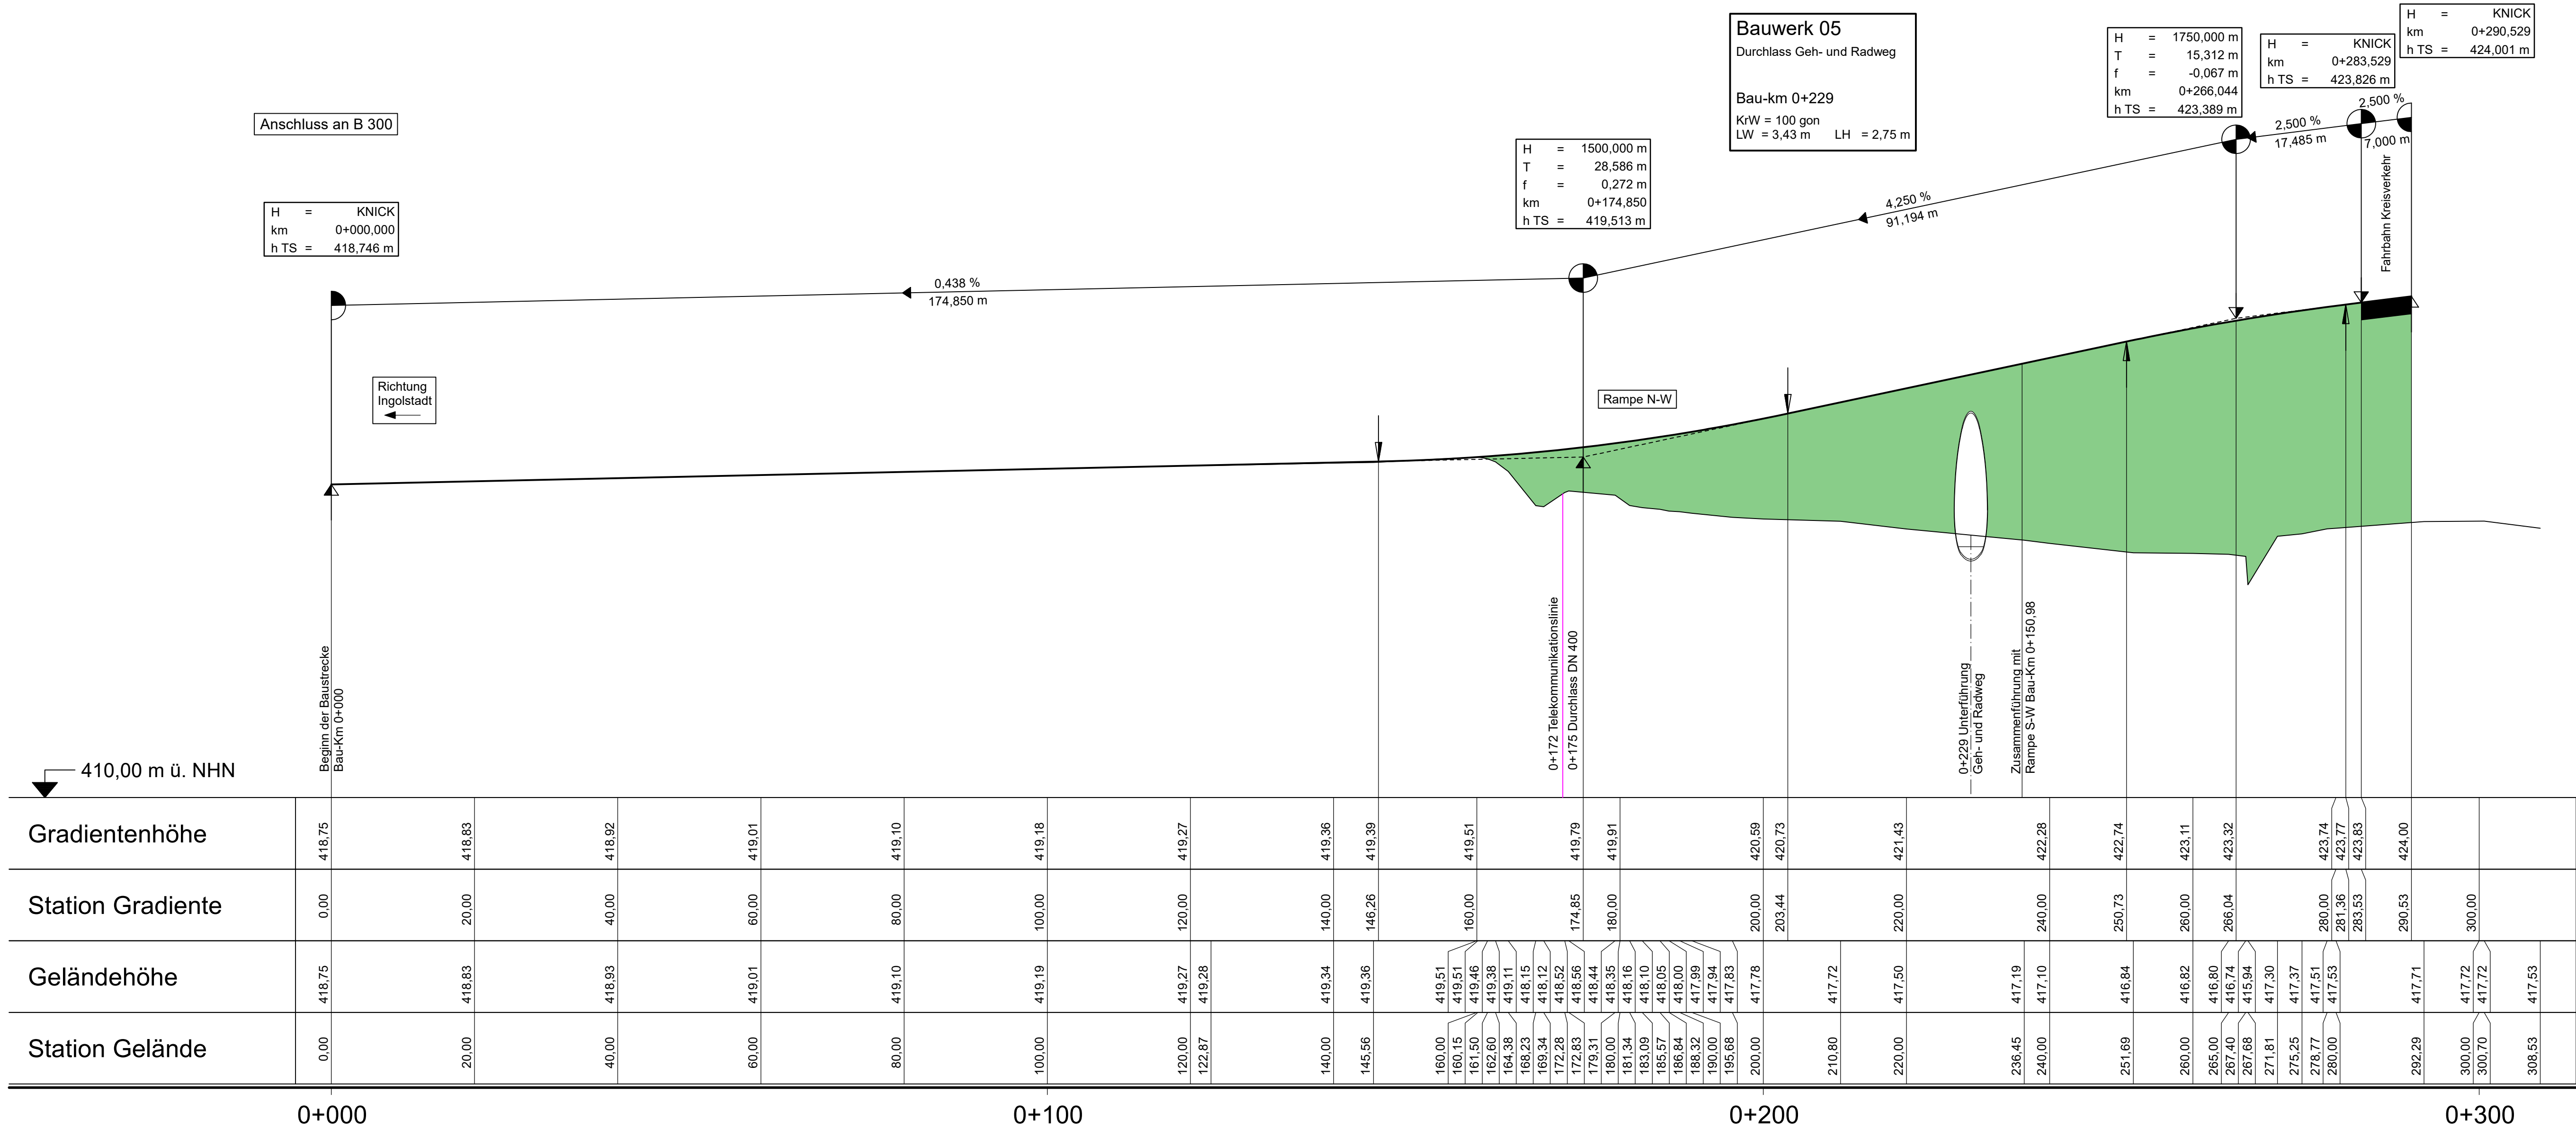 H = KNICK
km 0+290,529
h TS = 424,001 m
Bauwerk 05
Durchlass Geh- und Radweg
Bau-km 0+229
KrW = 100 gon
LW = 3,43 m LH = 2,75 m
H = 1750,000 m
T = 15,312 m
f = -0,067 m
km 0+266,044
h TS = 423,389 m
H = KNICK
km 0+283,529
h TS = 423,826 m
2,500 %
7,000 m
2,500 %
17,485 m
Anschluss an B 300
H = 1500,000 m
T = 28,586 m
f = 0,272 m
km 0+174,850
h TS = 419,513 m
4,250 %
91,194 m
Fahrbahn Kreisverkehr
H = KNICK
km 0+000,000
h TS = 418,746 m
0,438 %
174,850 m
Richtung
Ingolstadt
Rampe N-W
Beginn der Baustrecke
Bau-Km 0+000
0+172 Telekommunikationslinie
0+175 Durchlass DN 400
0+229 Unterführung
Geh- und Radweg
Zusammenführung mit
Rampe S-W Bau-Km 0+150,98
410,00 m ü. NHN
Gradientenhöhe 418,75 418,83 418,92 419,01 419,10 419,18 419,27 419,36 419,39 419,51 419,79 419,91 420,59 420,73 421,43 422,28 422,74 423,11 423,32 423,74 423,77 423,83 424,00
Station Gradiente 0,00 20,00 40,00 60,00 80,00 100,00 120,00 140,00 146,26 160,00 174,85 180,00 200,00 203,44 220,00 240,00 250,73 260,00 266,04 280,00 281,36 283,53 290,53 300,00
Geländehöhe 418,75 418,83 418,93 419,01 419,10 419,19 419,27 419,28 419,34 419,36 419,51 419,51 419,46 419,38 419,11 418,15 418,12 418,52 418,56 418,44 418,35 418,16 418,10 418,05 418,00 417,99 417,94 417,83 417,78 417,72 417,50 417,19 417,10 416,84 416,82 416,80 416,74 415,94 417,30 417,37 417,51 417,53 417,71 417,72 417,72 417,53
Station Gelände 0,00 20,00 40,00 60,00 80,00 100,00 120,00 122,87 140,00 145,56 160,00 160,15 161,50 162,60 164,38 168,23 169,34 172,28 172,83 179,31 180,00 181,34 183,09 185,57 186,84 188,32 190,00 195,68 200,00 210,80 220,00 236,45 240,00 251,69 260,00 265,00 267,40 267,68 271,81 275,25 278,77 280,00 292,29 300,00 300,70 308,53
0+000 0+100 0+200 0+300